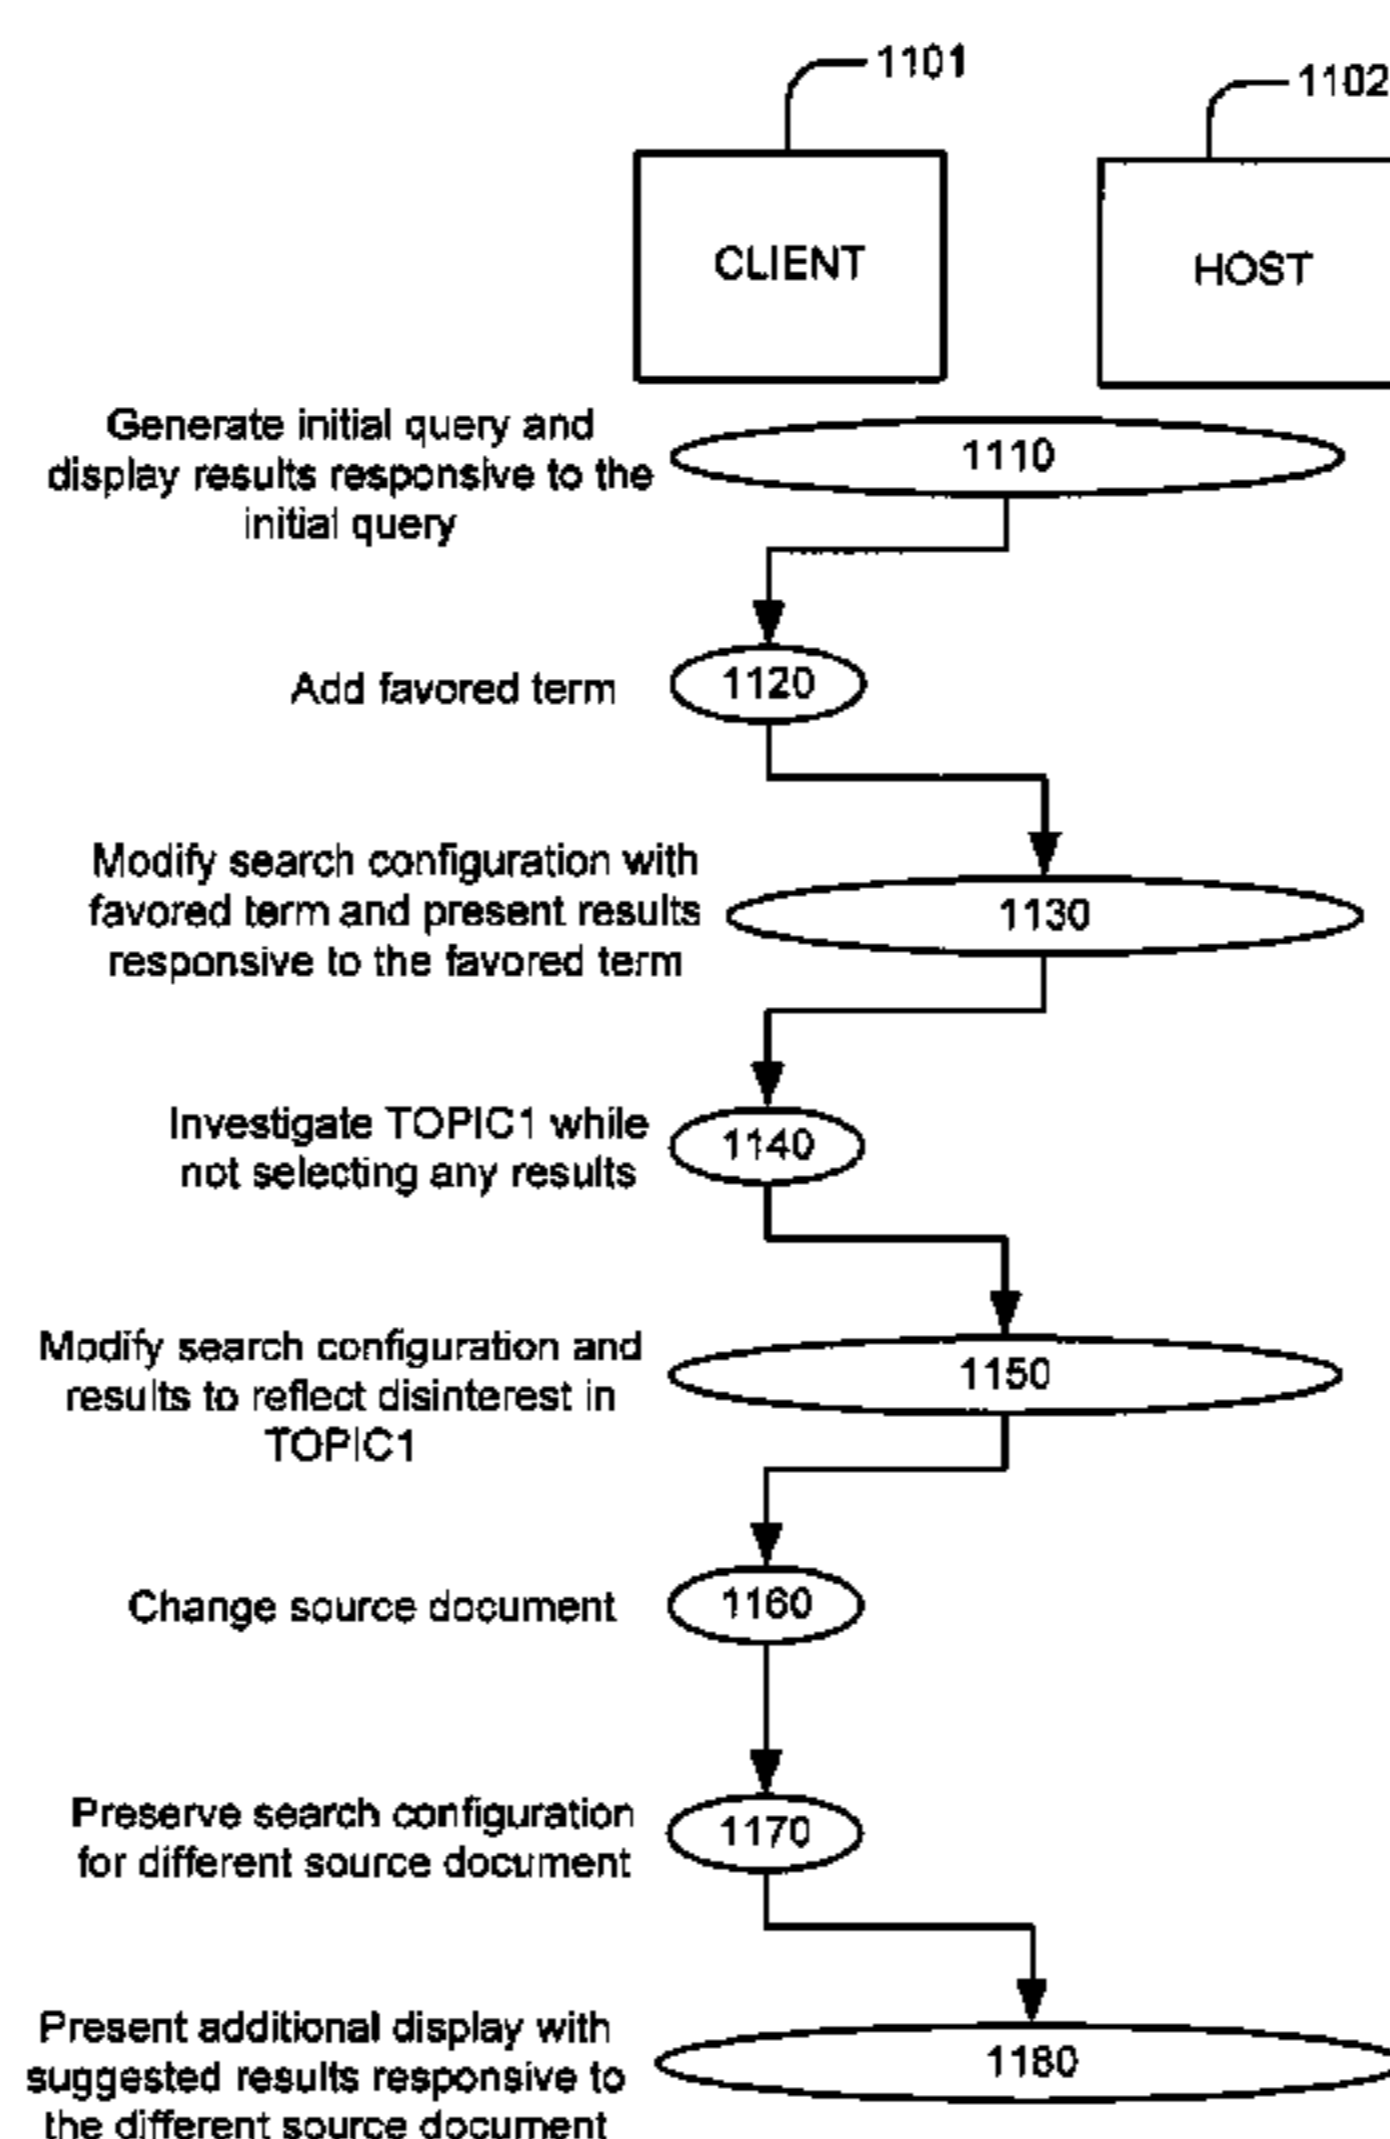 1101
1102
CLIENT
HOST
Generate initial query and
display results responsive to the
initial query
1110
Add favored term
1120
Modify search configuration with
favored term and present results
responsive to the favored term
1130
Investigate TOPIC1 while
not selecting any results
1140
Modify search configuration and
results to reflect disinterest in
TOPIC1
1150
Change source document
1160
Preserve search configuration
for different source document
1170
Present additional display with
suggested results responsive to
the different source document
1180